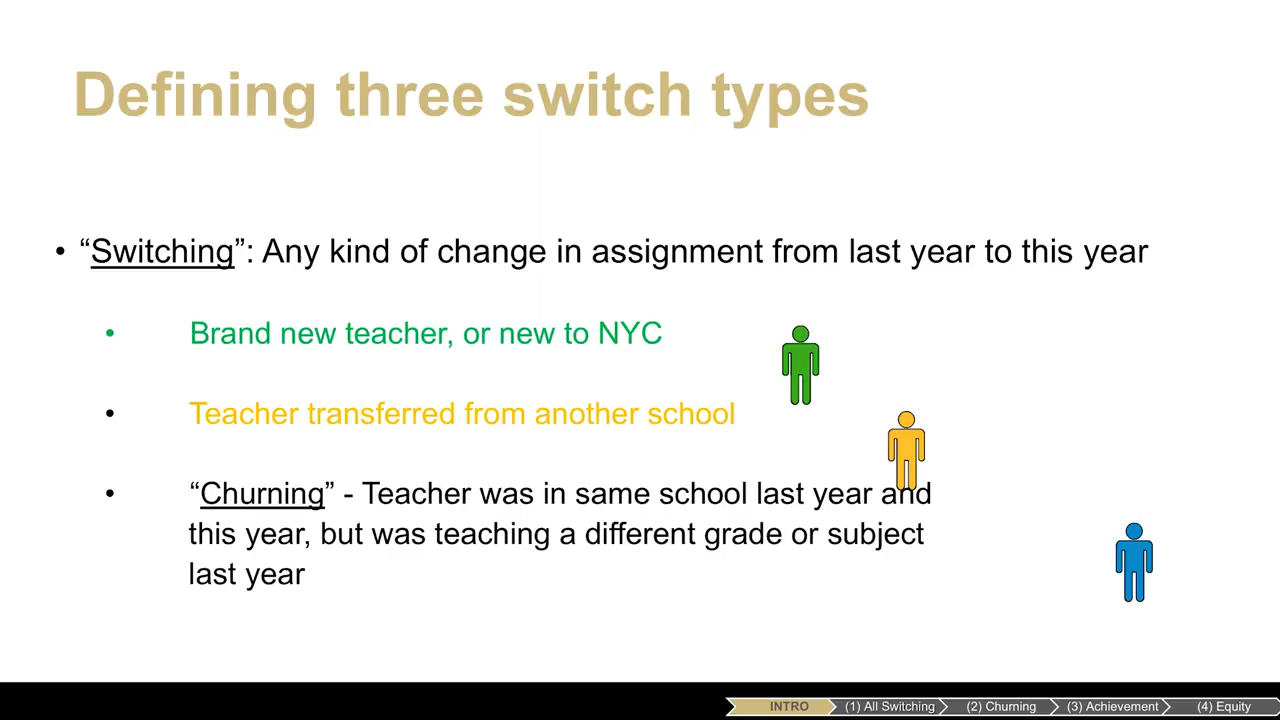 Defining three switch types
• “Switching”: Any kind of change in assignment from last year to this year
• Brand new teacher, or new to NYC
• Teacher transferred from another school
• “Churning” - Teacher was in same school last year and
this year, but was teaching a different grade or subject
last year
INTRO (1) All Switching (2) Churning (3) Achievement (4) Equity